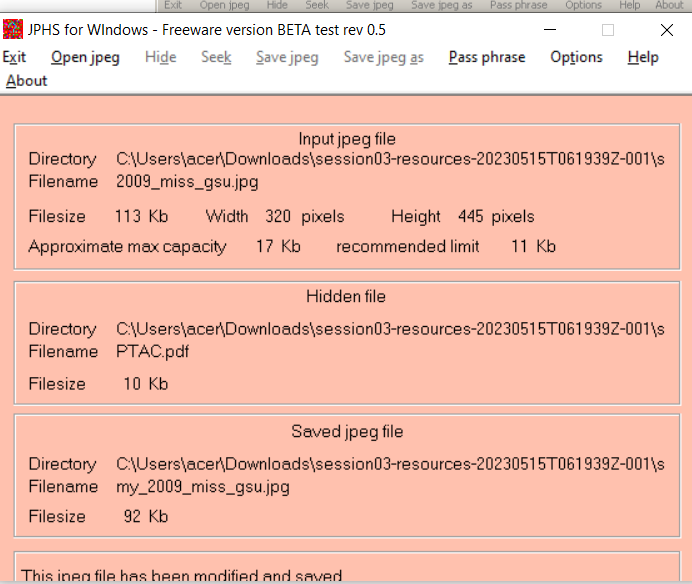 Exit Open jpeg Hide Seek Save jpeg Save jpeg as Pass phrase Options Help About
JPHS for WIndows - Freeware version BETA test rev 0.5
Exit Open jpeg Hide Seek Save jpeg Save jpeg as Pass phrase Options Help
About
Input jpeg file
Directory C:\Users\acer\Downloads\session03-resources-20230515T061939Z-001\s
Filename 2009_miss_gsu.jpg
Filesize 113 Kb Width 320 pixels Height 445 pixels
Approximate max capacity 17 Kb recommended limit 11 Kb
Hidden file
Directory C:\Users\acer\Downloads\session03-resources-20230515T061939Z-001\s
Filename PTAC.pdf
Filesize 10 Kb
Saved jpeg file
Directory C:\Users\acer\Downloads\session03-resources-20230515T061939Z-001\s
Filename my_2009_miss_gsu.jpg
Filesize 92 Kb
This jpeg file has been modified and saved